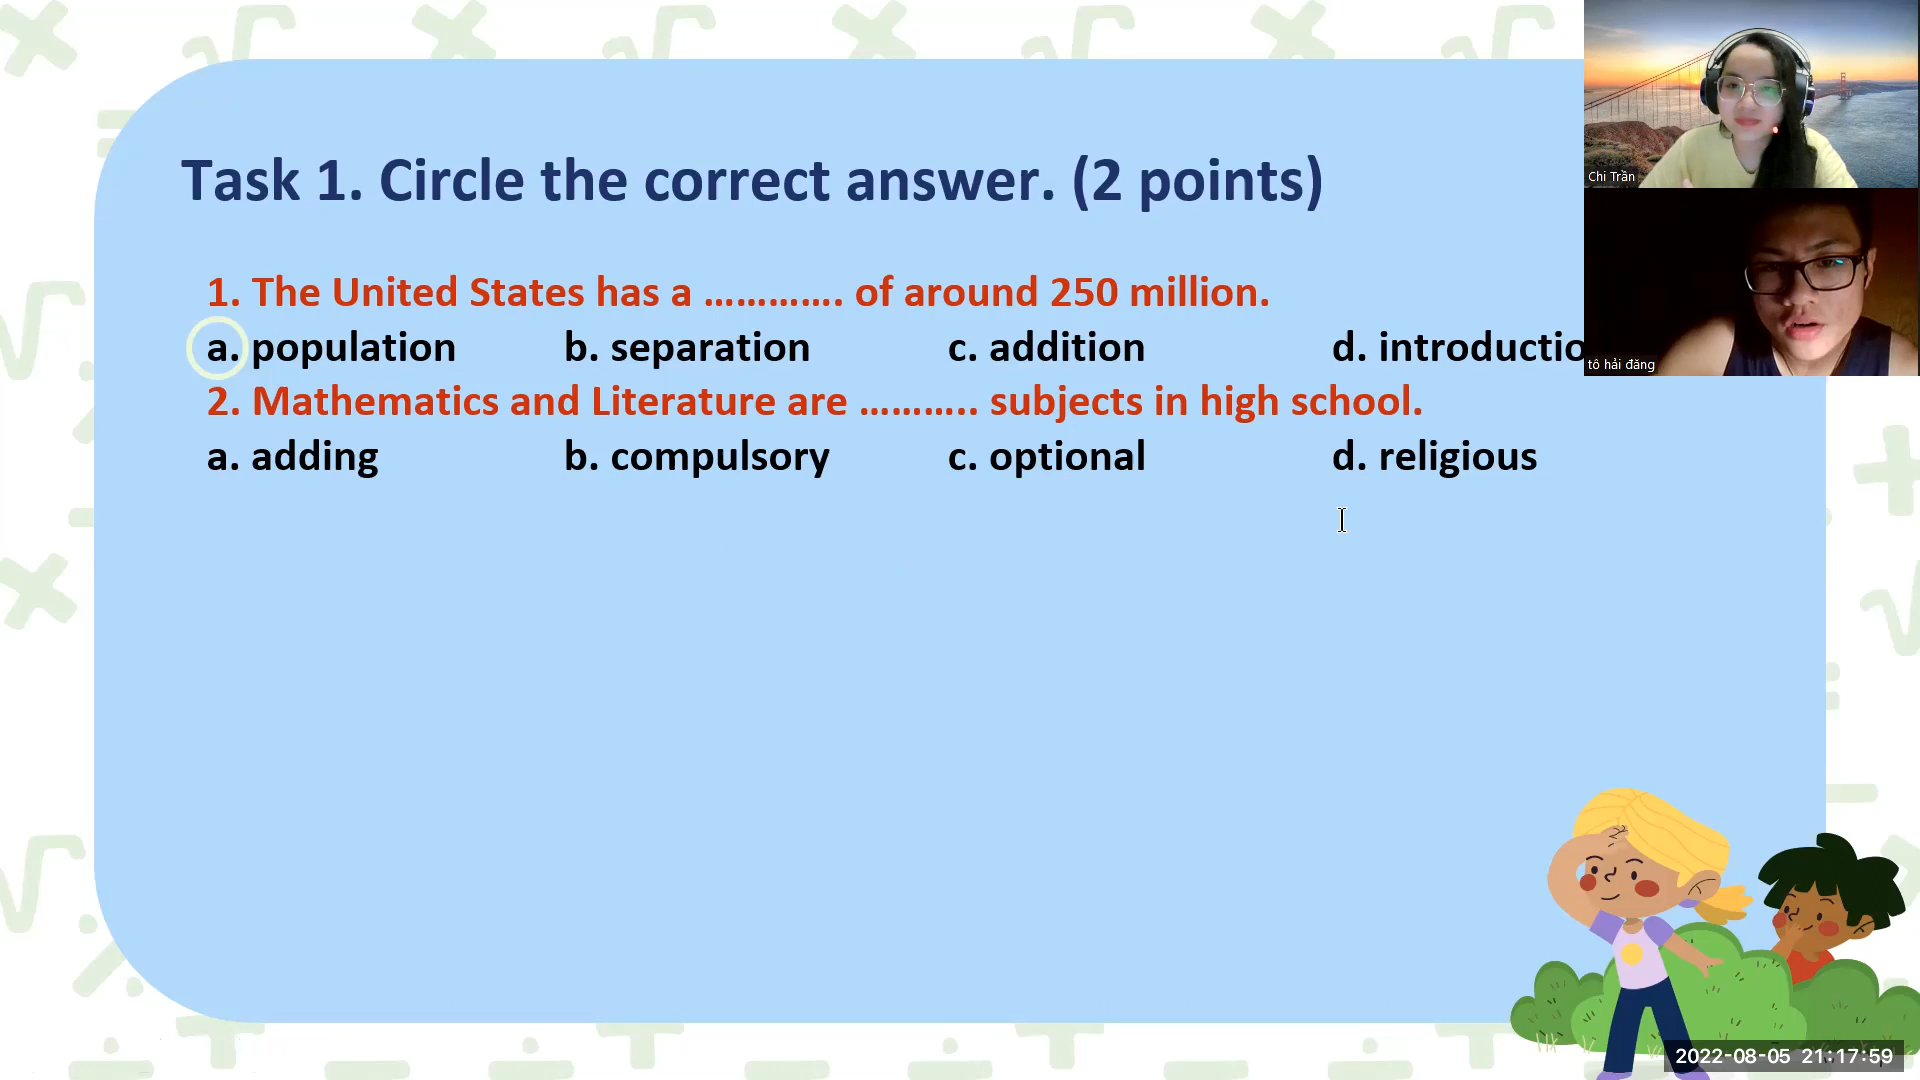 Task 1. Circle the correct answer. (2 points)
1. The United States has a …………. of around 250 million.
a. population b. separation c. addition d. introductio
2. Mathematics and Literature are ……….. subjects in high school.
a. adding b. compulsory c. optional d. religious
Chi Trần
tô hải đăng
2022-08-05 21:17:59